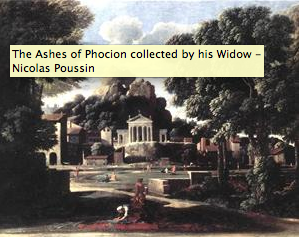 The Ashes of Phocion collected by his Widow -
Nicolas Poussin